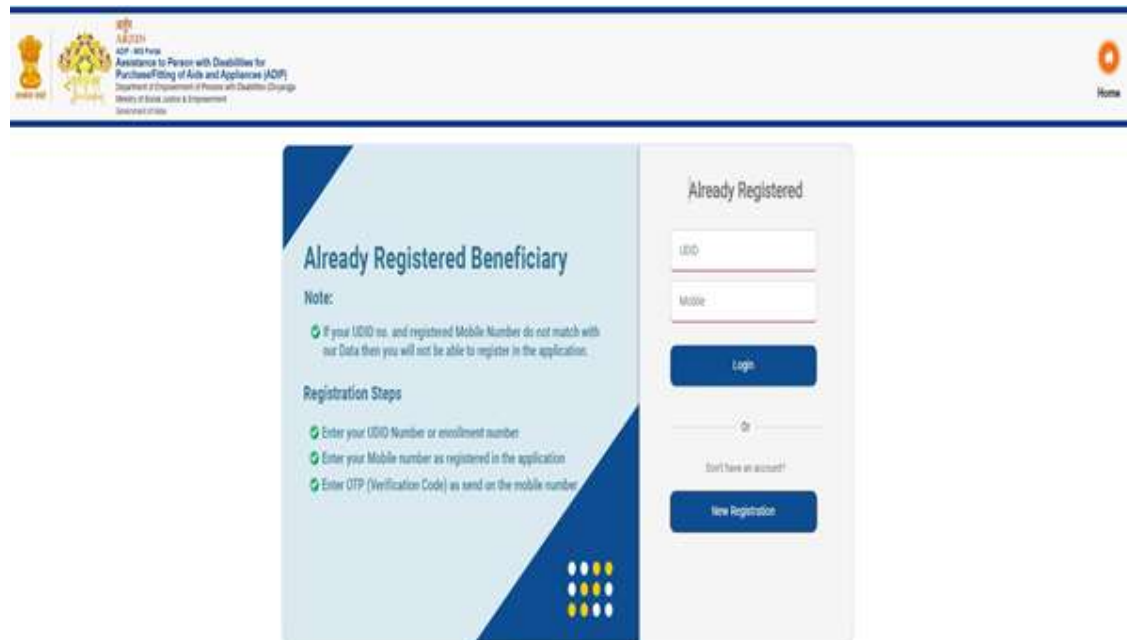 अर्जुन
ARJUN
ADIP - MIS Portal
Assistance to Person with Disabilities for
Purchase/Fitting of Aids and Appliances (ADIP)
Department of Empowerment of Persons with Disabilities (Divyangja
Ministry of Social Justice & Empowerment
Government of India
Home
Already Registered Beneficiary
Note:
If your UDID no. and registered Mobile Number do not match with
our Data then you will not be able to register in the application.
Registration Steps
Enter your UDID Number or enrollment number
Enter your Mobile number as registered in the application
Enter OTP (Verification Code) as send on the mobile number
Already Registered
UDID
Mobile
Login
Or
Don't have an account?
New Registration